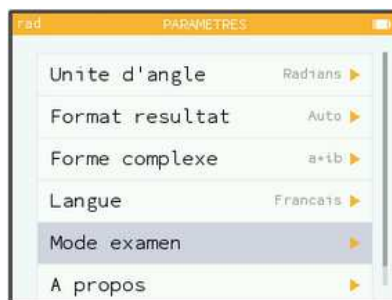 rad PARAMETRES
Unite d'angle Radians
Format resultat Auto
Forme complexe a+ib
Langue Francais
Mode examen
A propos